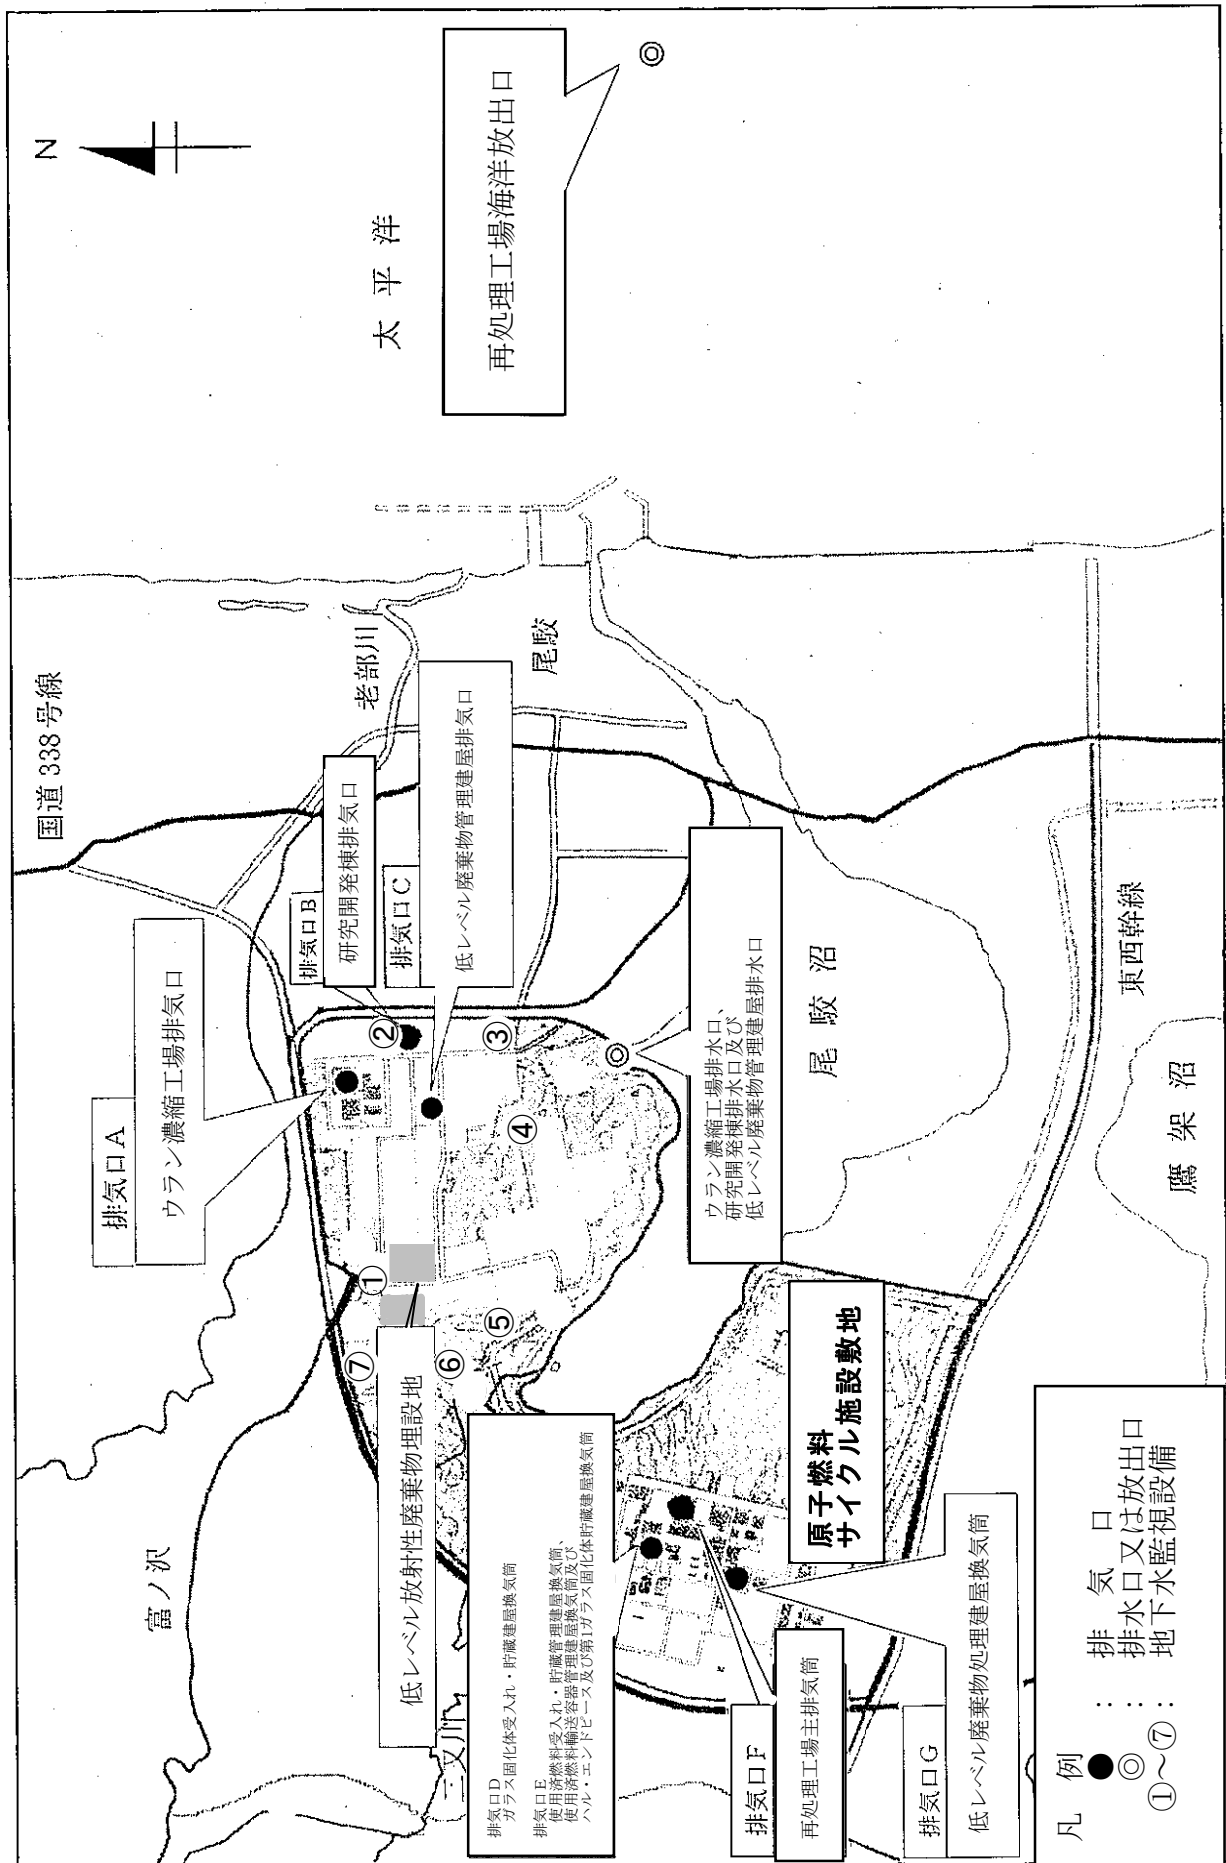 国道 338 号線
N
太平洋
再処理工場海洋放出口
老部川
尾駮
排気口A
ウラン濃縮工場排気口
排気口B
研究開発棟排気口
排気口C
低レベル廃棄物管理建屋排気口
富ノ沢
①
②
③
④
⑤
⑥
⑦
低レベル放射性廃棄物埋設地
ウラン濃縮工場排水口、
研究開発棟排水口及び
低レベル廃棄物管理建屋排水口
尾駮沼
東西幹線
鷹架沼
二又川
排気口D
ガラス固化体受入れ・貯蔵建屋換気筒
排気口E
使用済燃料受入れ・貯蔵管理建屋換気筒、
使用済燃料輸送容器管理建屋換気筒及び
ハル・エンドピース及び第1ガラス固化体貯蔵建屋換気筒
原子燃料
サイクル施設敷地
排気口F
再処理工場主排気筒
排気口G
低レベル廃棄物処理建屋換気筒
凡例
● : 排気口
◎ : 排水口又は放出口
①～⑦ : 地下水監視設備